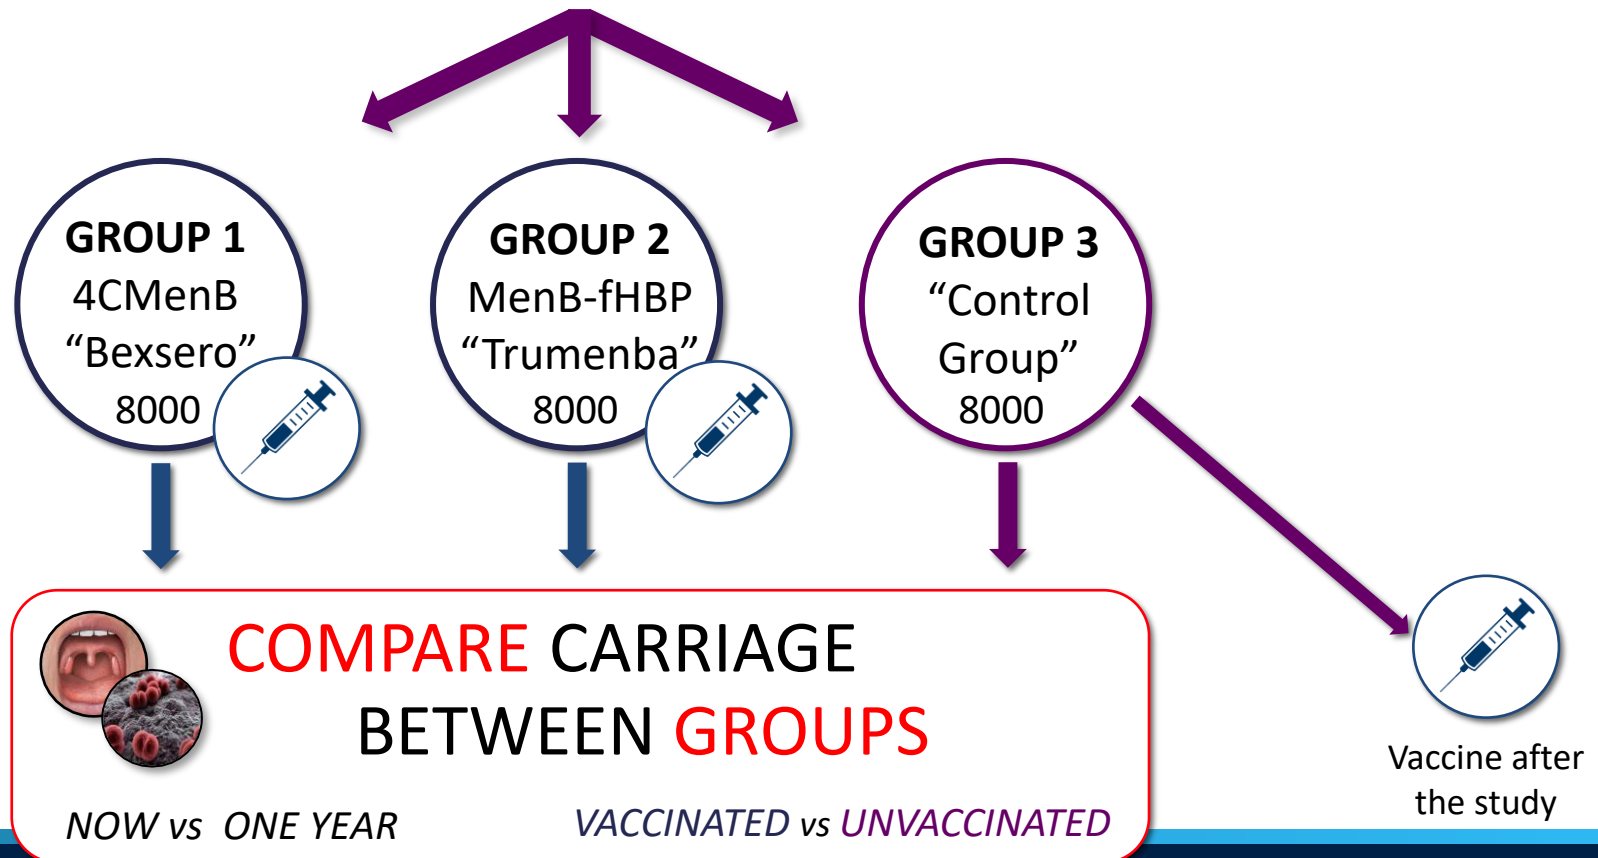 GROUP 1
4CMenB
“Bexsero”
8000
GROUP 2
MenB-fHBP
“Trumenba”
8000
GROUP 3
“Control
Group”
8000
COMPARE CARRIAGE
BETWEEN GROUPS
NOW vs ONE YEAR
VACCINATED vs UNVACCINATED
Vaccine after
the study